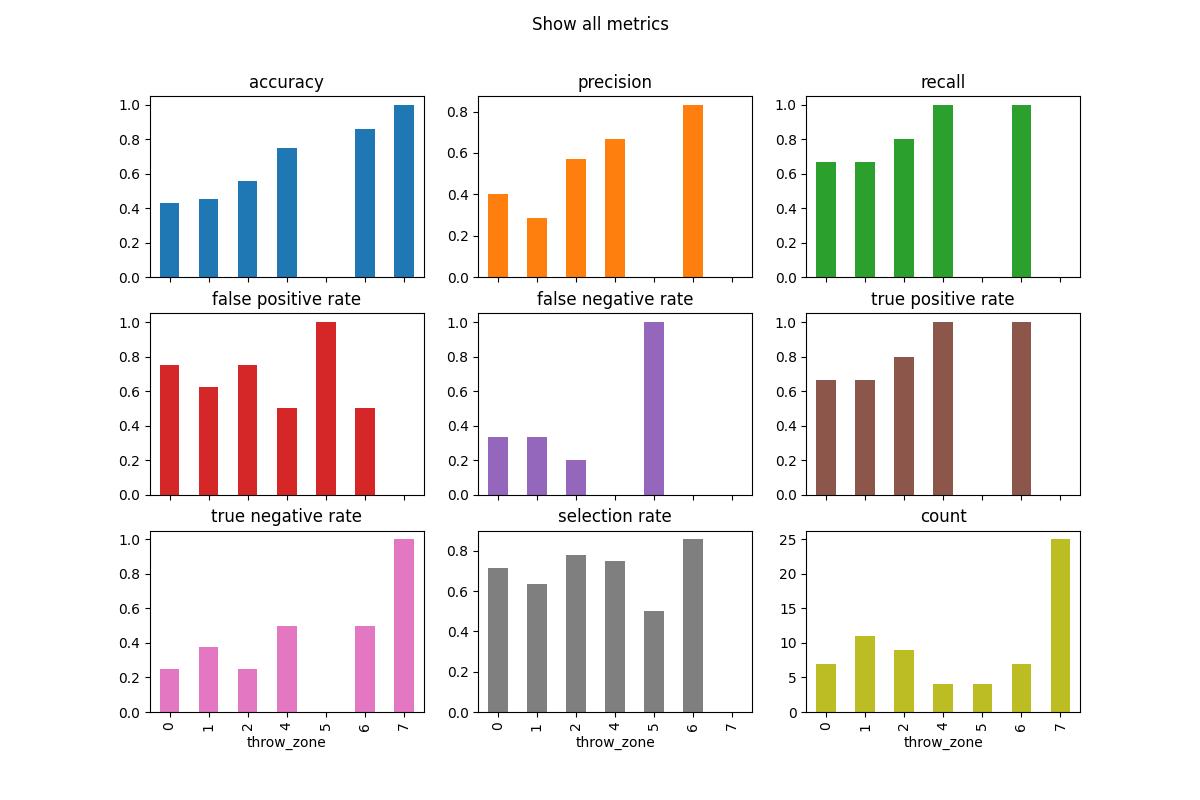 Show all metrics
accuracy precision recall
1.0 0.8 0.6 0.4 0.2 0.0
0.8 0.6 0.4 0.2 0.0
1.0 0.8 0.6 0.4 0.2 0.0
false positive rate false negative rate true positive rate
1.0 0.8 0.6 0.4 0.2 0.0
1.0 0.8 0.6 0.4 0.2 0.0
1.0 0.8 0.6 0.4 0.2 0.0
true negative rate selection rate count
1.0 0.8 0.6 0.4 0.2 0.0
0.8 0.6 0.4 0.2 0.0
25 20 15 10 5 0
0 1 2 4 5 6 7
0 1 2 4 5 6 7
0 1 2 4 5 6 7
throw_zone throw_zone throw_zone